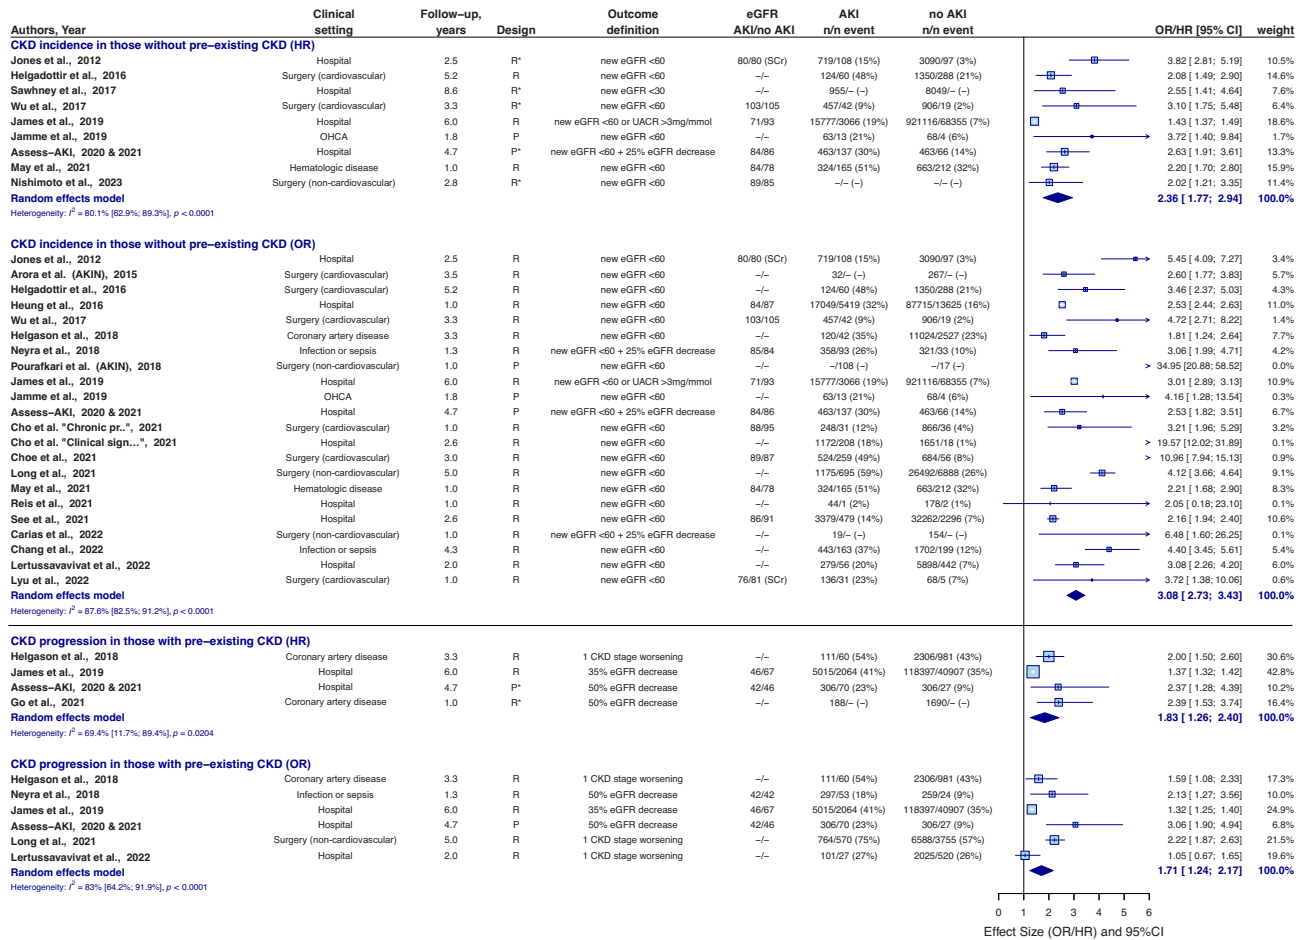 Clinical Follow−up, Outcome eGFR AKI no AKI
Authors, Year setting years Design definition AKI/no AKI n/n event n/n event OR/HR [95% CI] weight
CKD incidence in those without pre−existing CKD (HR)
Jones et al., 2012 Hospital 2.5 R* new eGFR <60 80/80 (SCr) 719/108 (15%) 3090/97 (3%) 3.82 [ 2.81; 5.19] 10.5%
Helgadottir et al., 2016 Surgery (cardiovascular) 5.2 R new eGFR <60 −/− 124/60 (48%) 1350/288 (21%) 2.08 [ 1.49; 2.90] 14.6%
Sawhney et al., 2017 Hospital 8.6 R* new eGFR <30 −/− 955/− (−) 8049/− (−) 2.55 [ 1.41; 4.64] 7.6%
Wu et al., 2017 Surgery (cardiovascular) 3.3 R* new eGFR <60 103/105 457/42 (9%) 906/19 (2%) 3.10 [ 1.75; 5.48] 6.4%
James et al., 2019 Hospital 6.0 R new eGFR <60 or UACR >3mg/mmol 71/93 15777/3066 (19%) 921116/68355 (7%) 1.43 [ 1.37; 1.49] 18.6%
Jamme et al., 2019 OHCA 1.8 P new eGFR <60 −/− 63/13 (21%) 68/4 (6%) 3.72 [ 1.40; 9.84] 1.7%
Assess−AKI, 2020 & 2021 Hospital 4.7 P* new eGFR <60 + 25% eGFR decrease 84/86 463/137 (30%) 463/66 (14%) 2.63 [ 1.91; 3.61] 13.3%
May et al., 2021 Hematologic disease 1.0 R new eGFR <60 84/78 324/165 (51%) 663/212 (32%) 2.20 [ 1.70; 2.80] 15.9%
Nishimoto et al., 2023 Surgery (non-cardiovascular) 2.8 R* new eGFR <60 89/85 −/− (−) −/− (−) 2.02 [ 1.21; 3.35] 11.4%
Random effects model 2.36 [ 1.77; 2.94] 100.0%
Heterogeneity: I² = 80.1% [62.9%; 89.3%], p < 0.0001
CKD incidence in those without pre−existing CKD (OR)
Jones et al., 2012 Hospital 2.5 R new eGFR <60 80/80 (SCr) 719/108 (15%) 3090/97 (3%) 5.45 [ 4.09; 7.27] 3.4%
Arora et al. (AKIN), 2015 Surgery (cardiovascular) 3.5 R new eGFR <60 −/− 32/− (−) 267/− (−) 2.60 [ 1.77; 3.83] 5.7%
Helgadottir et al., 2016 Surgery (cardiovascular) 5.2 R new eGFR <60 −/− 124/60 (48%) 1350/288 (21%) 3.46 [ 2.37; 5.03] 4.3%
Heung et al., 2016 Hospital 1.0 R new eGFR <60 84/87 17049/5419 (32%) 87715/13625 (16%) 2.53 [ 2.44; 2.63] 11.0%
Wu et al., 2017 Surgery (cardiovascular) 3.3 R new eGFR <60 103/105 457/42 (9%) 906/19 (2%) 4.72 [ 2.71; 8.22] 1.4%
Helgason et al., 2018 Coronary artery disease 3.3 R new eGFR <60 −/− 120/42 (35%) 11024/2527 (23%) 1.81 [ 1.24; 2.64] 7.7%
Neyra et al., 2018 Infection or sepsis 1.3 R new eGFR <60 + 25% eGFR decrease 85/84 358/93 (26%) 321/33 (10%) 3.06 [ 1.99; 4.71] 4.2%
Pourafkari et al. (AKIN), 2018 Surgery (non-cardiovascular) 1.0 P new eGFR <60 −/− −/108 (−) −/17 (−) 34.95 [20.88; 58.52] 0.0%
James et al., 2019 Hospital 6.0 R new eGFR <60 or UACR >3mg/mmol 71/93 15777/3066 (19%) 921116/68355 (7%) 3.01 [ 2.89; 3.13] 10.9%
Jamme et al., 2019 OHCA 1.8 P new eGFR <60 −/− 63/13 (21%) 68/4 (6%) 4.16 [ 1.28; 13.54] 0.3%
Assess−AKI, 2020 & 2021 Hospital 4.7 P new eGFR <60 + 25% eGFR decrease 84/86 463/137 (30%) 463/66 (14%) 2.53 [ 1.82; 3.51] 6.7%
Cho et al. "Chronic pr..", 2021 Surgery (cardiovascular) 1.0 R new eGFR <60 88/95 248/31 (12%) 866/36 (4%) 3.21 [ 1.96; 5.29] 3.2%
Cho et al. "Clinical sign...", 2021 Hospital 2.6 R new eGFR <60 −/− 1172/208 (18%) 1651/18 (1%) 19.57 [12.02; 31.89] 0.1%
Choe et al., 2021 Surgery (cardiovascular) 3.0 R new eGFR <60 89/87 524/259 (49%) 684/56 (8%) 10.96 [ 7.94; 15.13] 0.9%
Long et al., 2021 Surgery (non-cardiovascular) 5.0 R new eGFR <60 −/− 1175/695 (59%) 26492/6888 (26%) 4.12 [ 3.66; 4.64] 9.1%
May et al., 2021 Hematologic disease 1.0 R new eGFR <60 84/78 324/165 (51%) 663/212 (32%) 2.21 [ 1.68; 2.90] 8.3%
Reis et al., 2021 Hospital 1.0 R new eGFR <60 −/− 44/1 (2%) 178/2 (1%) 2.05 [ 0.18; 23.10] 0.1%
See et al., 2021 Hospital 2.6 R new eGFR <60 86/91 3379/479 (14%) 32262/2296 (7%) 2.16 [ 1.94; 2.40] 10.6%
Carias et al., 2022 Surgery (non-cardiovascular) 1.0 R new eGFR <60 + 25% eGFR decrease −/− 19/− (−) 154/− (−) 6.48 [ 1.60; 26.25] 0.1%
Chang et al., 2022 Infection or sepsis 4.3 R new eGFR <60 −/− 443/163 (37%) 1702/199 (12%) 4.40 [ 3.45; 5.61] 5.4%
Lertussavavivat et al., 2022 Hospital 2.0 R new eGFR <60 −/− 279/56 (20%) 5898/442 (7%) 3.08 [ 2.26; 4.20] 6.0%
Lyu et al., 2022 Surgery (cardiovascular) 1.0 R new eGFR <60 76/81 (SCr) 136/31 (23%) 68/5 (7%) 3.72 [ 1.38; 10.06] 0.6%
Random effects model 3.08 [ 2.73; 3.43] 100.0%
Heterogeneity: I² = 87.6% [82.5%; 91.2%], p < 0.0001
CKD progression in those with pre−existing CKD (HR)
Helgason et al., 2018 Coronary artery disease 3.3 R 1 CKD stage worsening −/− 111/60 (54%) 2306/981 (43%) 2.00 [ 1.50; 2.60] 30.6%
James et al., 2019 Hospital 6.0 R 35% eGFR decrease 46/67 5015/2064 (41%) 118397/40907 (35%) 1.37 [ 1.32; 1.42] 42.8%
Assess−AKI, 2020 & 2021 Hospital 4.7 P* 50% eGFR decrease 42/46 306/70 (23%) 306/27 (9%) 2.37 [ 1.28; 4.39] 10.2%
Go et al., 2021 Coronary artery disease 1.0 R* 50% eGFR decrease −/− 188/− (−) 1690/− (−) 2.39 [ 1.53; 3.74] 16.4%
Random effects model 1.83 [ 1.26; 2.40] 100.0%
Heterogeneity: I² = 69.4% [11.7%; 89.4%], p = 0.0204
CKD progression in those with pre−existing CKD (OR)
Helgason et al., 2018 Coronary artery disease 3.3 R 1 CKD stage worsening −/− 111/60 (54%) 2306/981 (43%) 1.59 [ 1.08; 2.33] 17.3%
Neyra et al., 2018 Infection or sepsis 1.3 R 50% eGFR decrease 42/42 297/53 (18%) 259/24 (9%) 2.13 [ 1.27; 3.56] 10.0%
James et al., 2019 Hospital 6.0 R 35% eGFR decrease 46/67 5015/2064 (41%) 118397/40907 (35%) 1.32 [ 1.25; 1.40] 24.9%
Assess−AKI, 2020 & 2021 Hospital 4.7 P 50% eGFR decrease 42/46 306/70 (23%) 306/27 (9%) 3.06 [ 1.90; 4.94] 6.8%
Long et al., 2021 Surgery (non-cardiovascular) 5.0 R 1 CKD stage worsening −/− 764/570 (75%) 6588/3755 (57%) 2.22 [ 1.87; 2.63] 21.5%
Lertussavavivat et al., 2022 Hospital 2.0 R 1 CKD stage worsening −/− 101/27 (27%) 2025/520 (26%) 1.05 [ 0.67; 1.65] 19.6%
Random effects model 1.71 [ 1.24; 2.17] 100.0%
Heterogeneity: I² = 83% [64.2%; 91.9%], p < 0.0001
0 1 2 3 4 5 6
Effect Size (OR/HR) and 95%CI